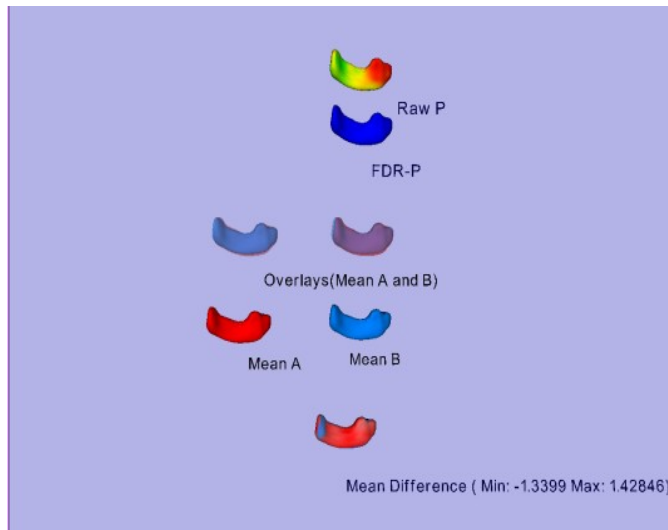 Raw P
FDR-P
Overlays(Mean A and B)
Mean A
Mean B
Mean Difference ( Min: -1.3399 Max: 1.42846)